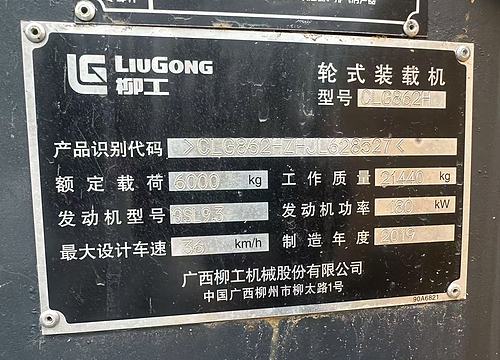 LIUGONG
柳工
轮式装载机
型号 CLG862H
产品识别代码 >CLG862HZHJL628527<
额定载荷 6000 kg 工作质量 21440 kg
发动机型号 QS 9.3 发动机功率 180 kW
最大设计车速 36 km/h 制造年度 2019
广西柳工机械股份有限公司
中国广西柳州市柳太路1号
90A6821